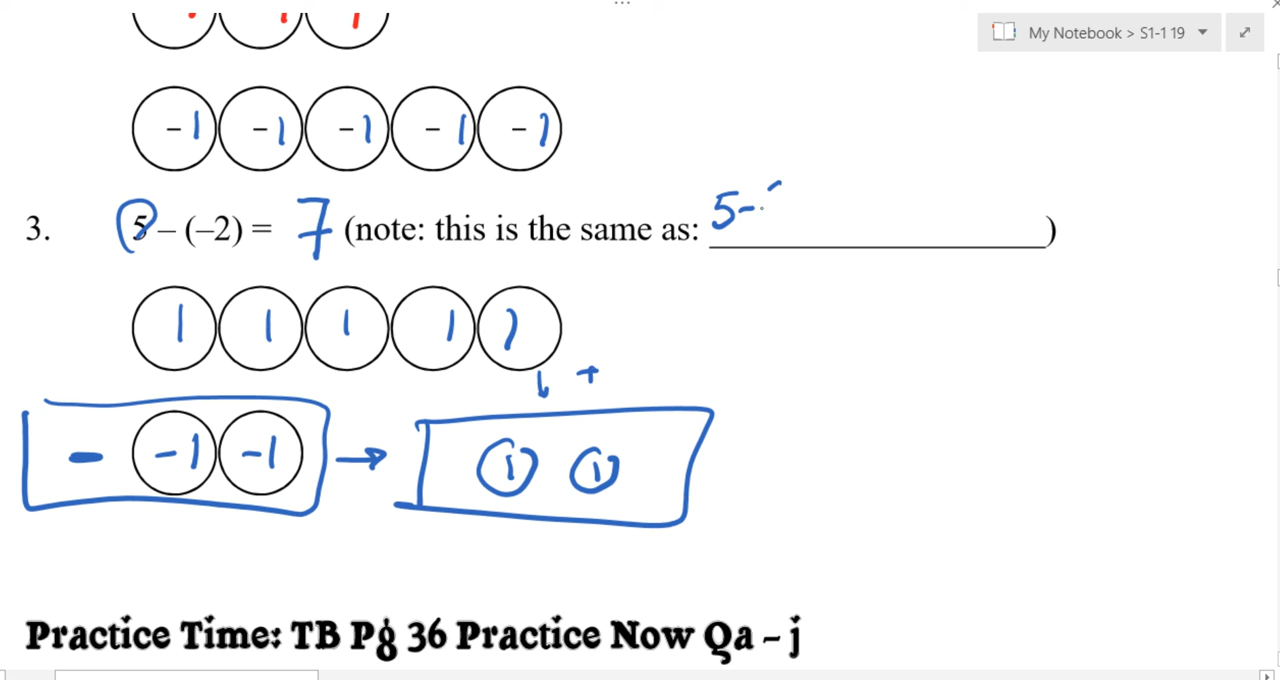 My Notebook > S1-1 19
-1 -1 -1 -1 -1
3. 5 – (–2) = 7 (note: this is the same as: 5- )
1 1 1 1 1
+
- -1 -1 → 1 1
Practice Time: TB Pg 36 Practice Now Qa – j